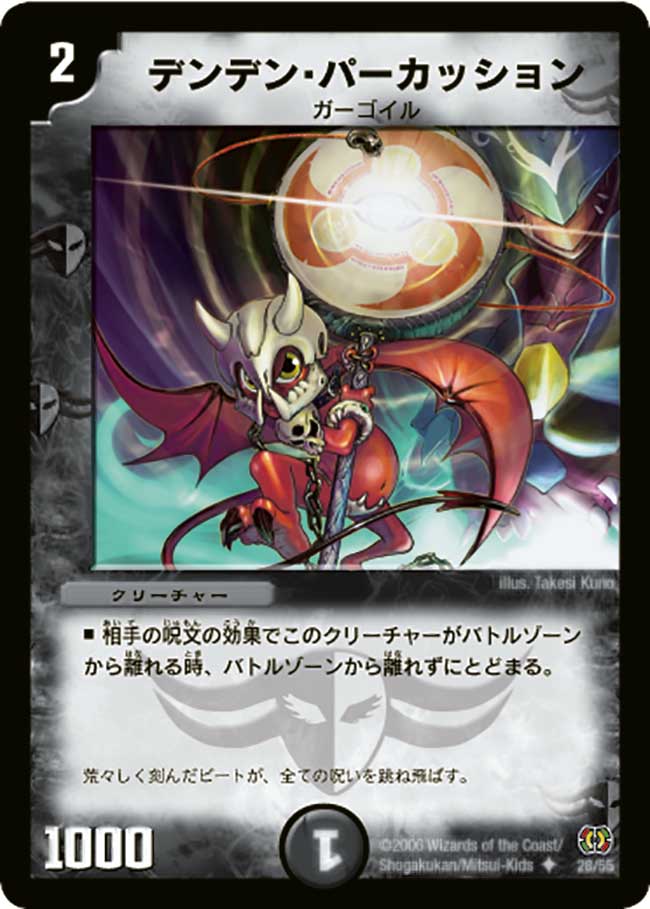 2
デンデン・パーカッション
ガーゴイル
illus. Takesi Kuno
クリーチャー
■ 相手の呪文の効果でこのクリーチャーがバトルゾーン
から離れる時、バトルゾーンから離れずにとどまる。
荒々しく刻んだビートが、全ての呪いを跳ね飛ばす。
1000
1
©2006 Wizards of the Coast/
Shogakukan/Mitsui-Kids
28/55